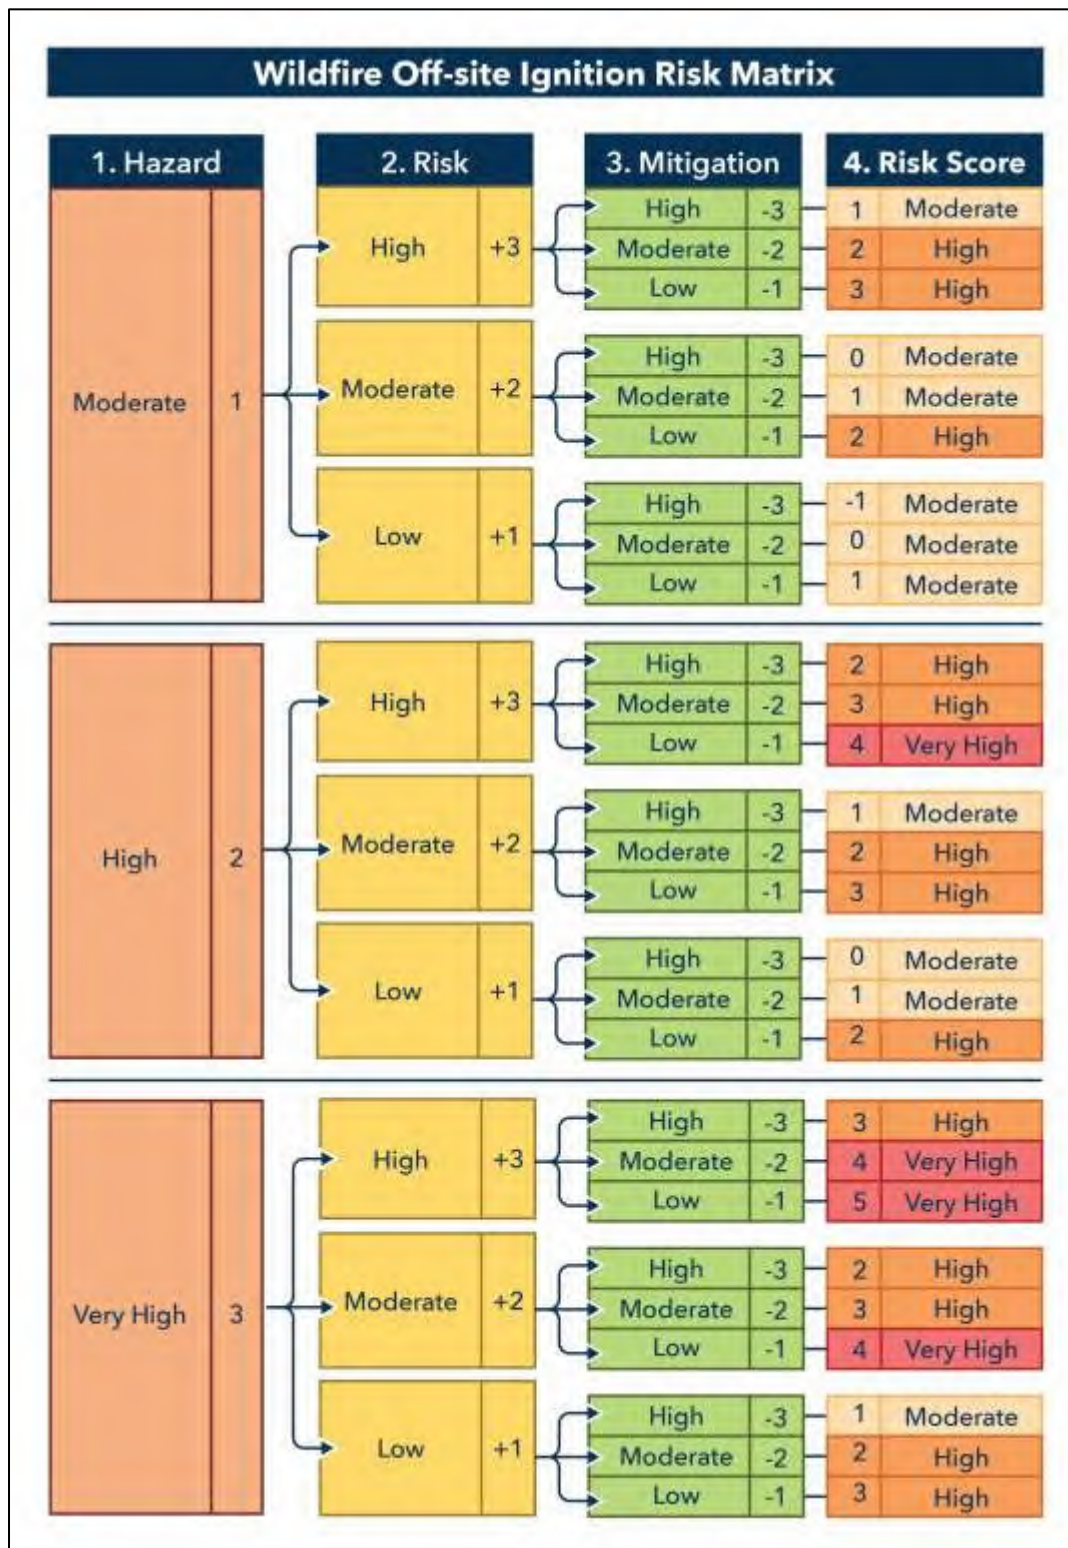 Wildfire Off-site Ignition Risk Matrix
1. Hazard 2. Risk 3. Mitigation 4. Risk Score
High -3 1 Moderate
High +3 Moderate -2 2 High
Low -1 3 High
High -3 0 Moderate
Moderate 1 Moderate +2 Moderate -2 1 Moderate
Low -1 2 High
High -3 -1 Moderate
Low +1 Moderate -2 0 Moderate
Low -1 1 Moderate
High -3 2 High
High +3 Moderate -2 3 High
Low -1 4 Very High
High -3 1 Moderate
High 2 Moderate +2 Moderate -2 2 High
Low -1 3 High
High -3 0 Moderate
Low +1 Moderate -2 1 Moderate
Low -1 2 High
High -3 3 High
High +3 Moderate -2 4 Very High
Low -1 5 Very High
High -3 2 High
Very High 3 Moderate +2 Moderate -2 3 High
Low -1 4 Very High
High -3 1 Moderate
Low +1 Moderate -2 2 High
Low -1 3 High